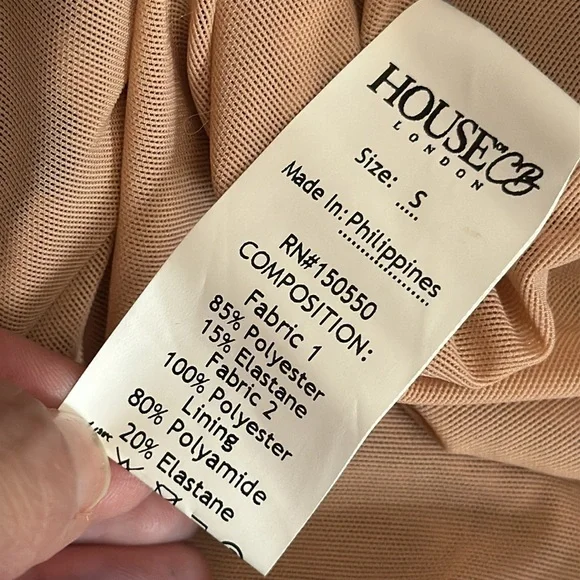 HOUSE OF CB
LONDON
Size: S
Made In: Philippines
RN#150550
COMPOSITION:
Fabric 1
85% Polyester
15% Elastane
Fabric 2
100% Polyester
Lining
80% Polyamide
20% Elastane